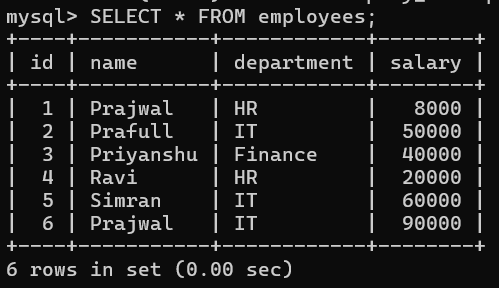 mysql> SELECT * FROM employees;
+----+-----------+------------+--------+
| id | name      | department | salary |
+----+-----------+------------+--------+
|  1 | Prajwal   | HR         |   8000 |
|  2 | Prafull   | IT         |  50000 |
|  3 | Priyanshu | Finance    |  40000 |
|  4 | Ravi      | HR         |  20000 |
|  5 | Simran    | IT         |  60000 |
|  6 | Prajwal   | IT         |  90000 |
+----+-----------+------------+--------+
6 rows in set (0.00 sec)